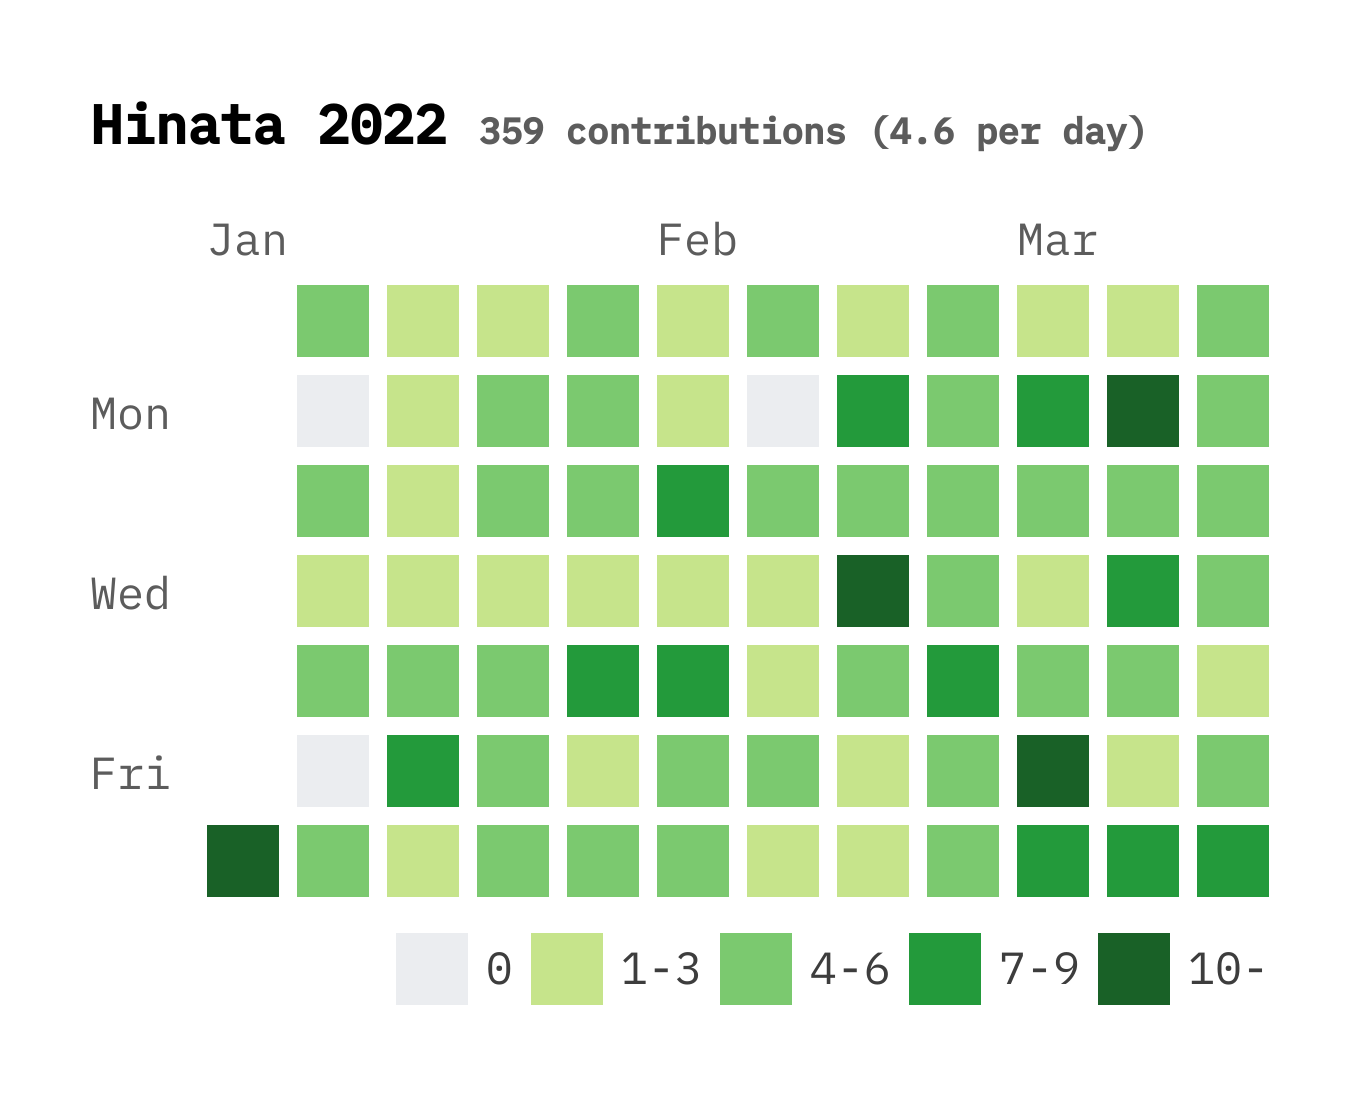 Hinata 2022 359 contributions (4.6 per day)
Jan Feb Mar
Mon
Wed
Fri
0 1-3 4-6 7-9 10-